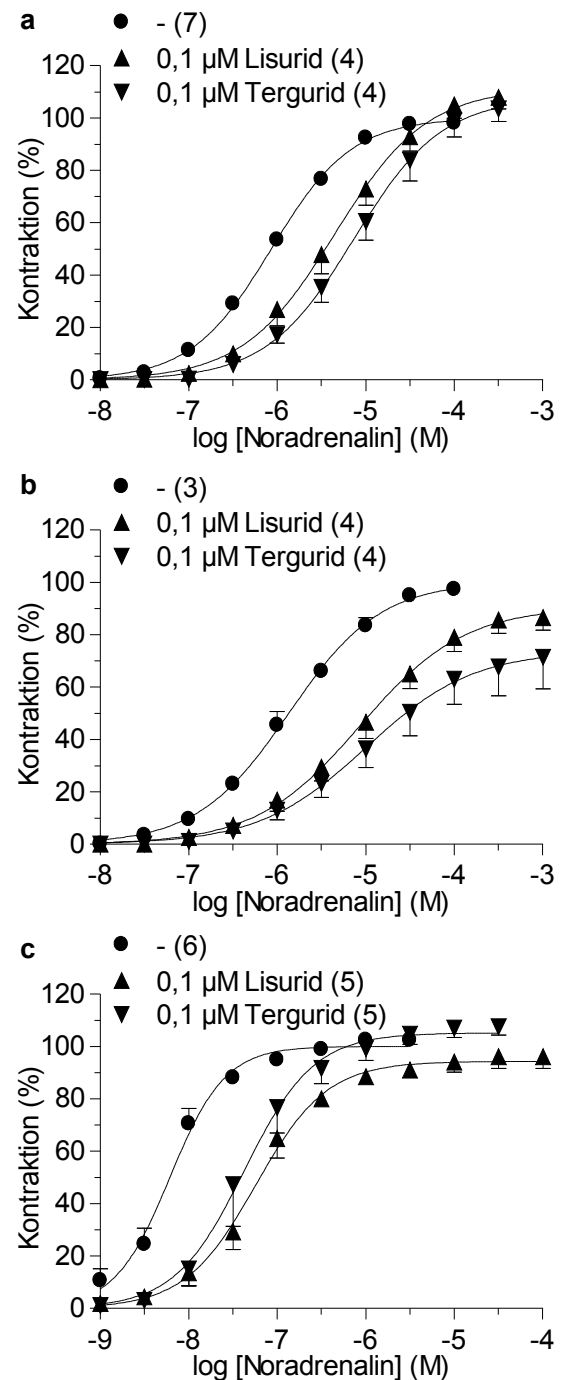 a
- (7)
0,1 µM Lisurid (4)
0,1 µM Tergurid (4)
120
100
80
60
40
20
0
Kontraktion (%)
-8 -7 -6 -5 -4 -3
log [Noradrenalin] (M)
b
- (3)
0,1 µM Lisurid (4)
0,1 µM Tergurid (4)
120
100
80
60
40
20
0
Kontraktion (%)
-8 -7 -6 -5 -4 -3
log [Noradrenalin] (M)
c
- (6)
0,1 µM Lisurid (5)
0,1 µM Tergurid (5)
120
100
80
60
40
20
0
Kontraktion (%)
-9 -8 -7 -6 -5 -4
log [Noradrenalin] (M)